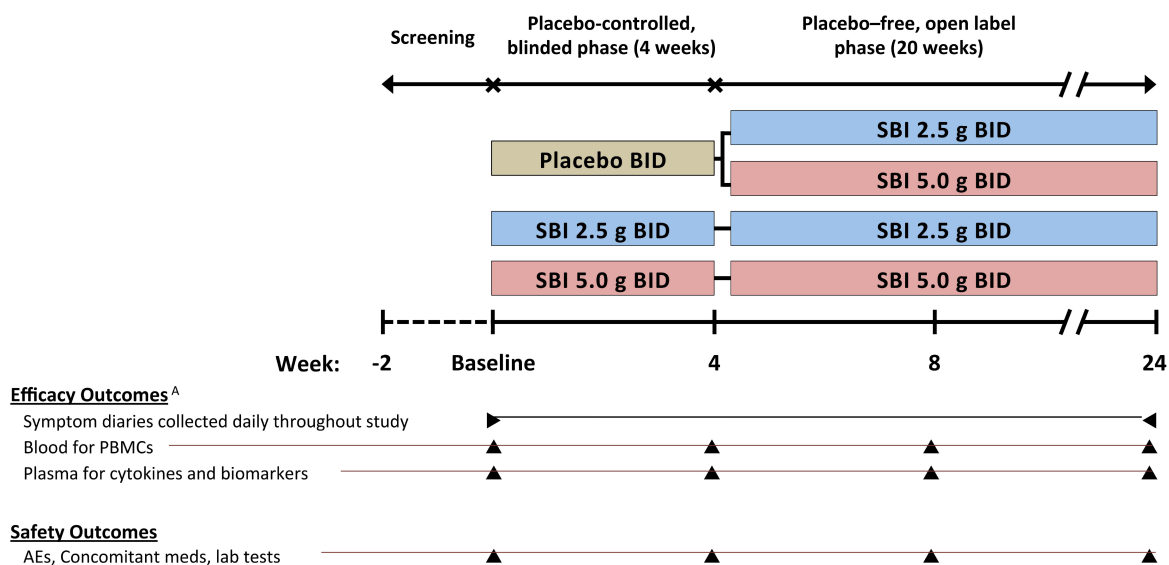 Screening
Placebo-controlled,
blinded phase (4 weeks)
Placebo–free, open label
phase (20 weeks)
SBI 2.5 g BID
Placebo BID
SBI 5.0 g BID
SBI 2.5 g BID
SBI 2.5 g BID
SBI 5.0 g BID
SBI 5.0 g BID
Week: -2 Baseline 4 8 24
Efficacy Outcomes A
Symptom diaries collected daily throughout study
Blood for PBMCs
Plasma for cytokines and biomarkers
Safety Outcomes
AEs, Concomitant meds, lab tests